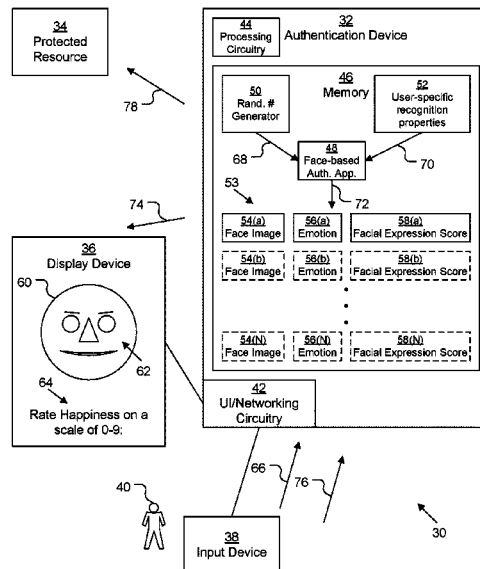 34
Protected
Resource
78
44
Processing
Circuitry
32
Authentication Device
46
Memory
50
Rand. #
Generator
52
User-specific
recognition
properties
68
48
Face-based
Auth. App.
70
53
72
54(a)
Face Image
56(a)
Emotion
58(a)
Facial Expression Score
54(b)
Face Image
56(b)
Emotion
58(b)
Facial Expression Score
54(N)
Face Image
56(N)
Emotion
58(N)
Facial Expression Score
74
36
Display Device
60
62
64
Rate Happiness on a
scale of 0-9:
42
UI/Networking
Circuitry
66
76
40
38
Input Device
30